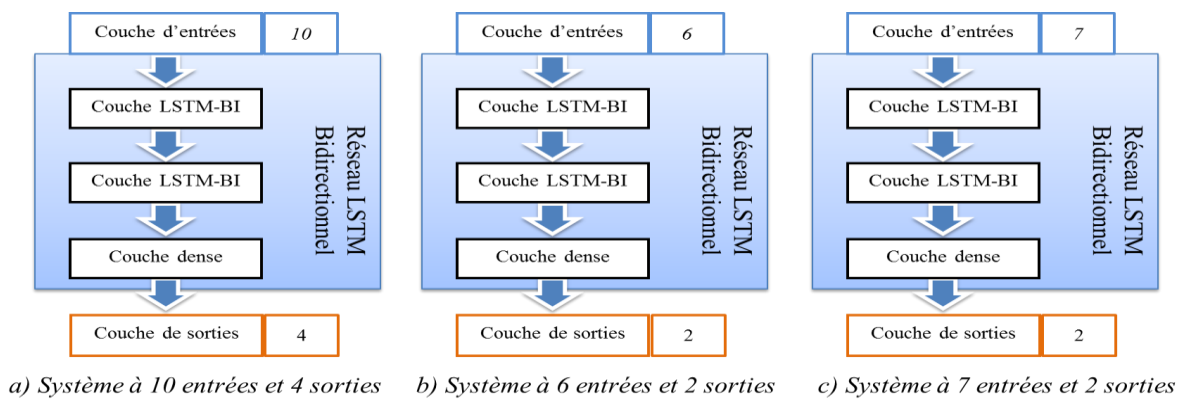 Couche d'entrées 10
Couche LSTM-BI
Couche LSTM-BI
Couche dense
Réseau LSTM
Bidirectionnel
Couche de sorties 4
a) Système à 10 entrées et 4 sorties
Couche d'entrées 6
Couche LSTM-BI
Couche LSTM-BI
Couche dense
Réseau LSTM
Bidirectionnel
Couche de sorties 2
b) Système à 6 entrées et 2 sorties
Couche d'entrées 7
Couche LSTM-BI
Couche LSTM-BI
Couche dense
Réseau LSTM
Bidirectionnel
Couche de sorties 2
c) Système à 7 entrées et 2 sorties